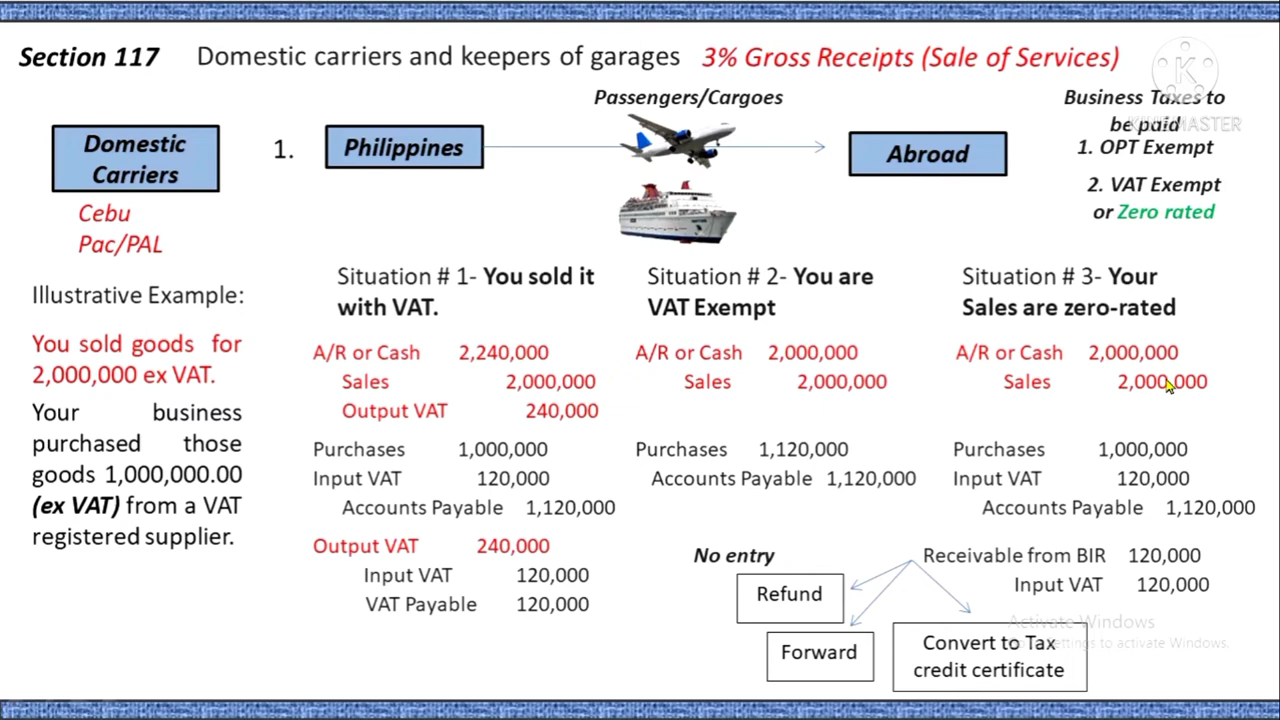 Section 117 Domestic carriers and keepers of garages 3% Gross Receipts (Sale of Services)
K
KINEMASTER
Passengers/Cargoes
Business Taxes to
be paid
1. OPT Exempt
2. VAT Exempt
or Zero rated
Domestic
Carriers
Cebu
Pac/PAL
1.
Philippines
Abroad
Illustrative Example:
You sold goods for
2,000,000 ex VAT.
Your business
purchased those
goods 1,000,000.00
(ex VAT) from a VAT
registered supplier.
Situation # 1- You sold it
with VAT.
A/R or Cash 2,240,000
Sales 2,000,000
Output VAT 240,000
Purchases 1,000,000
Input VAT 120,000
Accounts Payable 1,120,000
Output VAT 240,000
Input VAT 120,000
VAT Payable 120,000
Situation # 2- You are
VAT Exempt
A/R or Cash 2,000,000
Sales 2,000,000
Purchases 1,120,000
Accounts Payable 1,120,000
No entry
Situation # 3- Your
Sales are zero-rated
A/R or Cash 2,000,000
Sales 2,000,000
Purchases 1,000,000
Input VAT 120,000
Accounts Payable 1,120,000
Receivable from BIR 120,000
Input VAT 120,000
Refund
Forward
Convert to Tax
credit certificate
Activate Windows
Go to Settings to activate Windows.